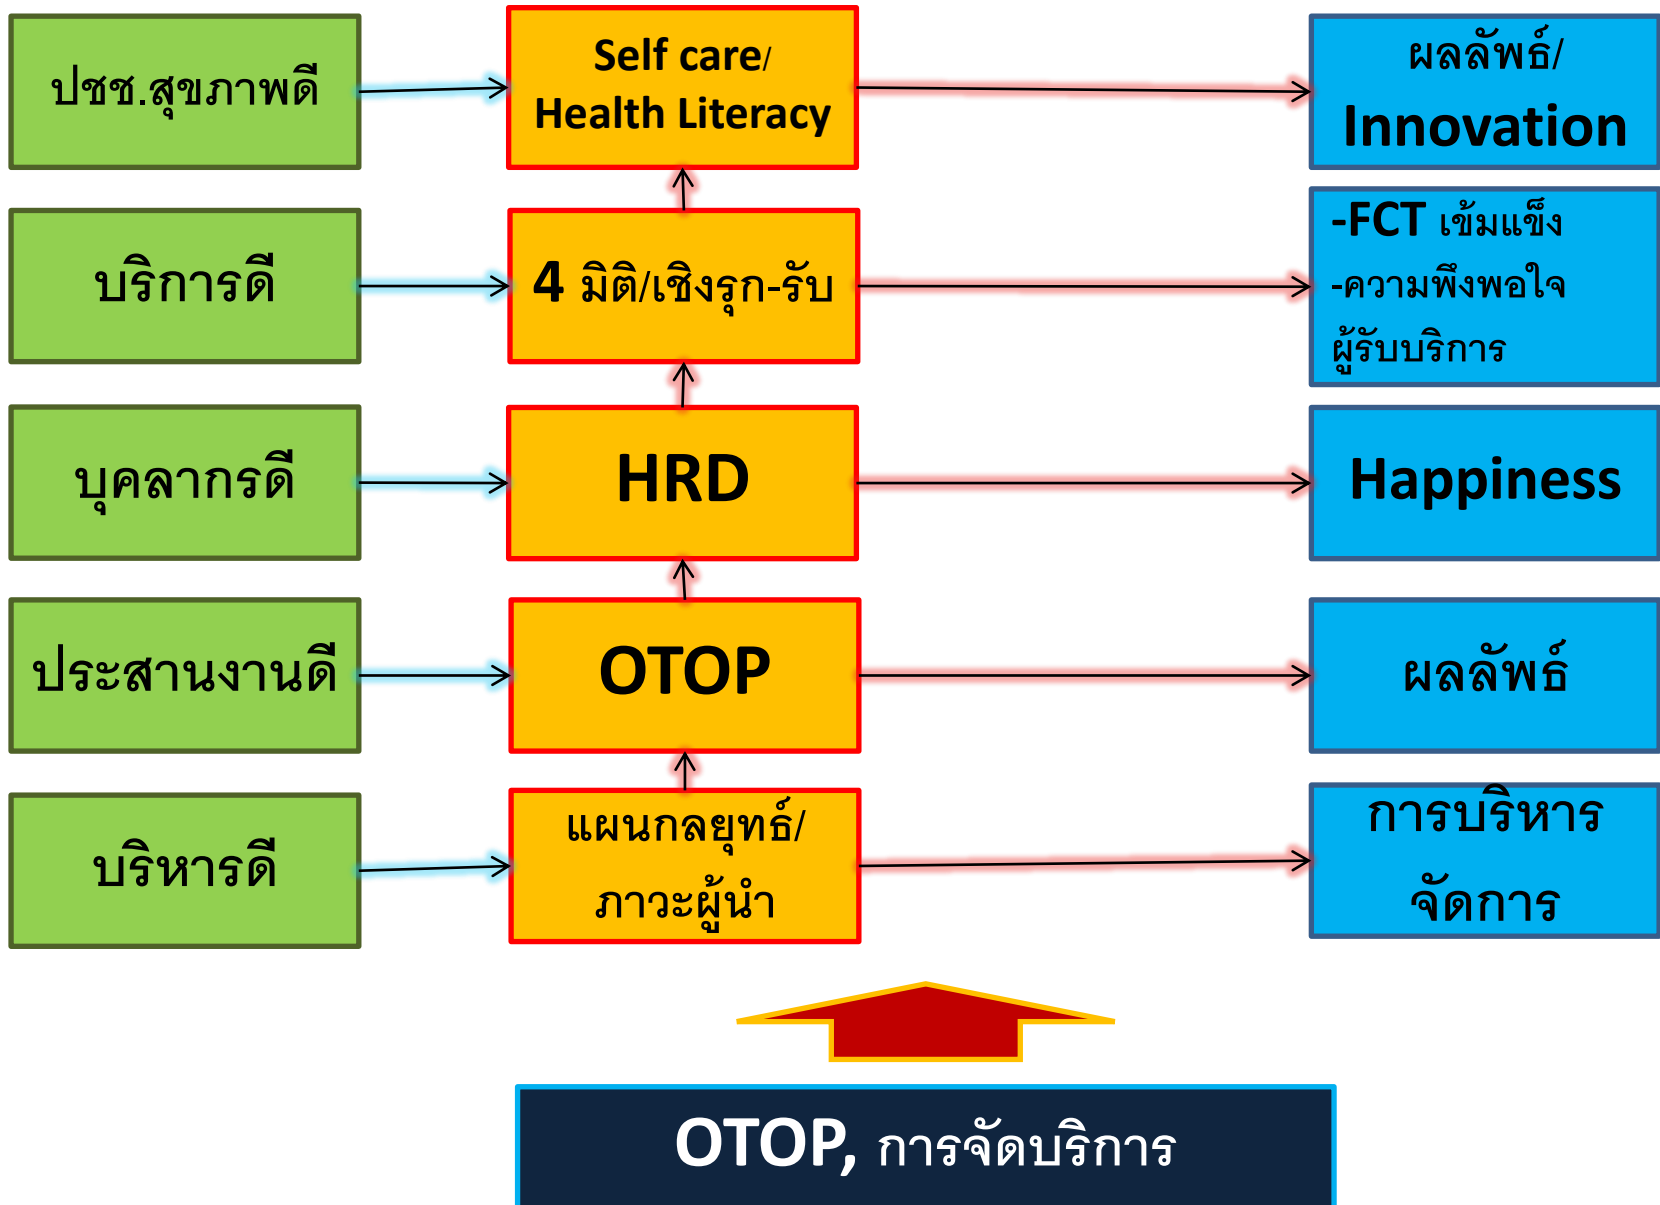 ปชช.สุขภาพดี
Self care/
Health Literacy
ผลลัพธ์/
Innovation
บริการดี
4 มิติ/เชิงรุก-รับ
-FCT เข้มแข็ง
-ความพึงพอใจ
ผู้รับบริการ
บุคลากรดี
HRD
Happiness
ประสานงานดี
OTOP
ผลลัพธ์
บริหารดี
แผนกลยุทธ์/
ภาวะผู้นำ
การบริหาร
จัดการ
OTOP, การจัดบริการ